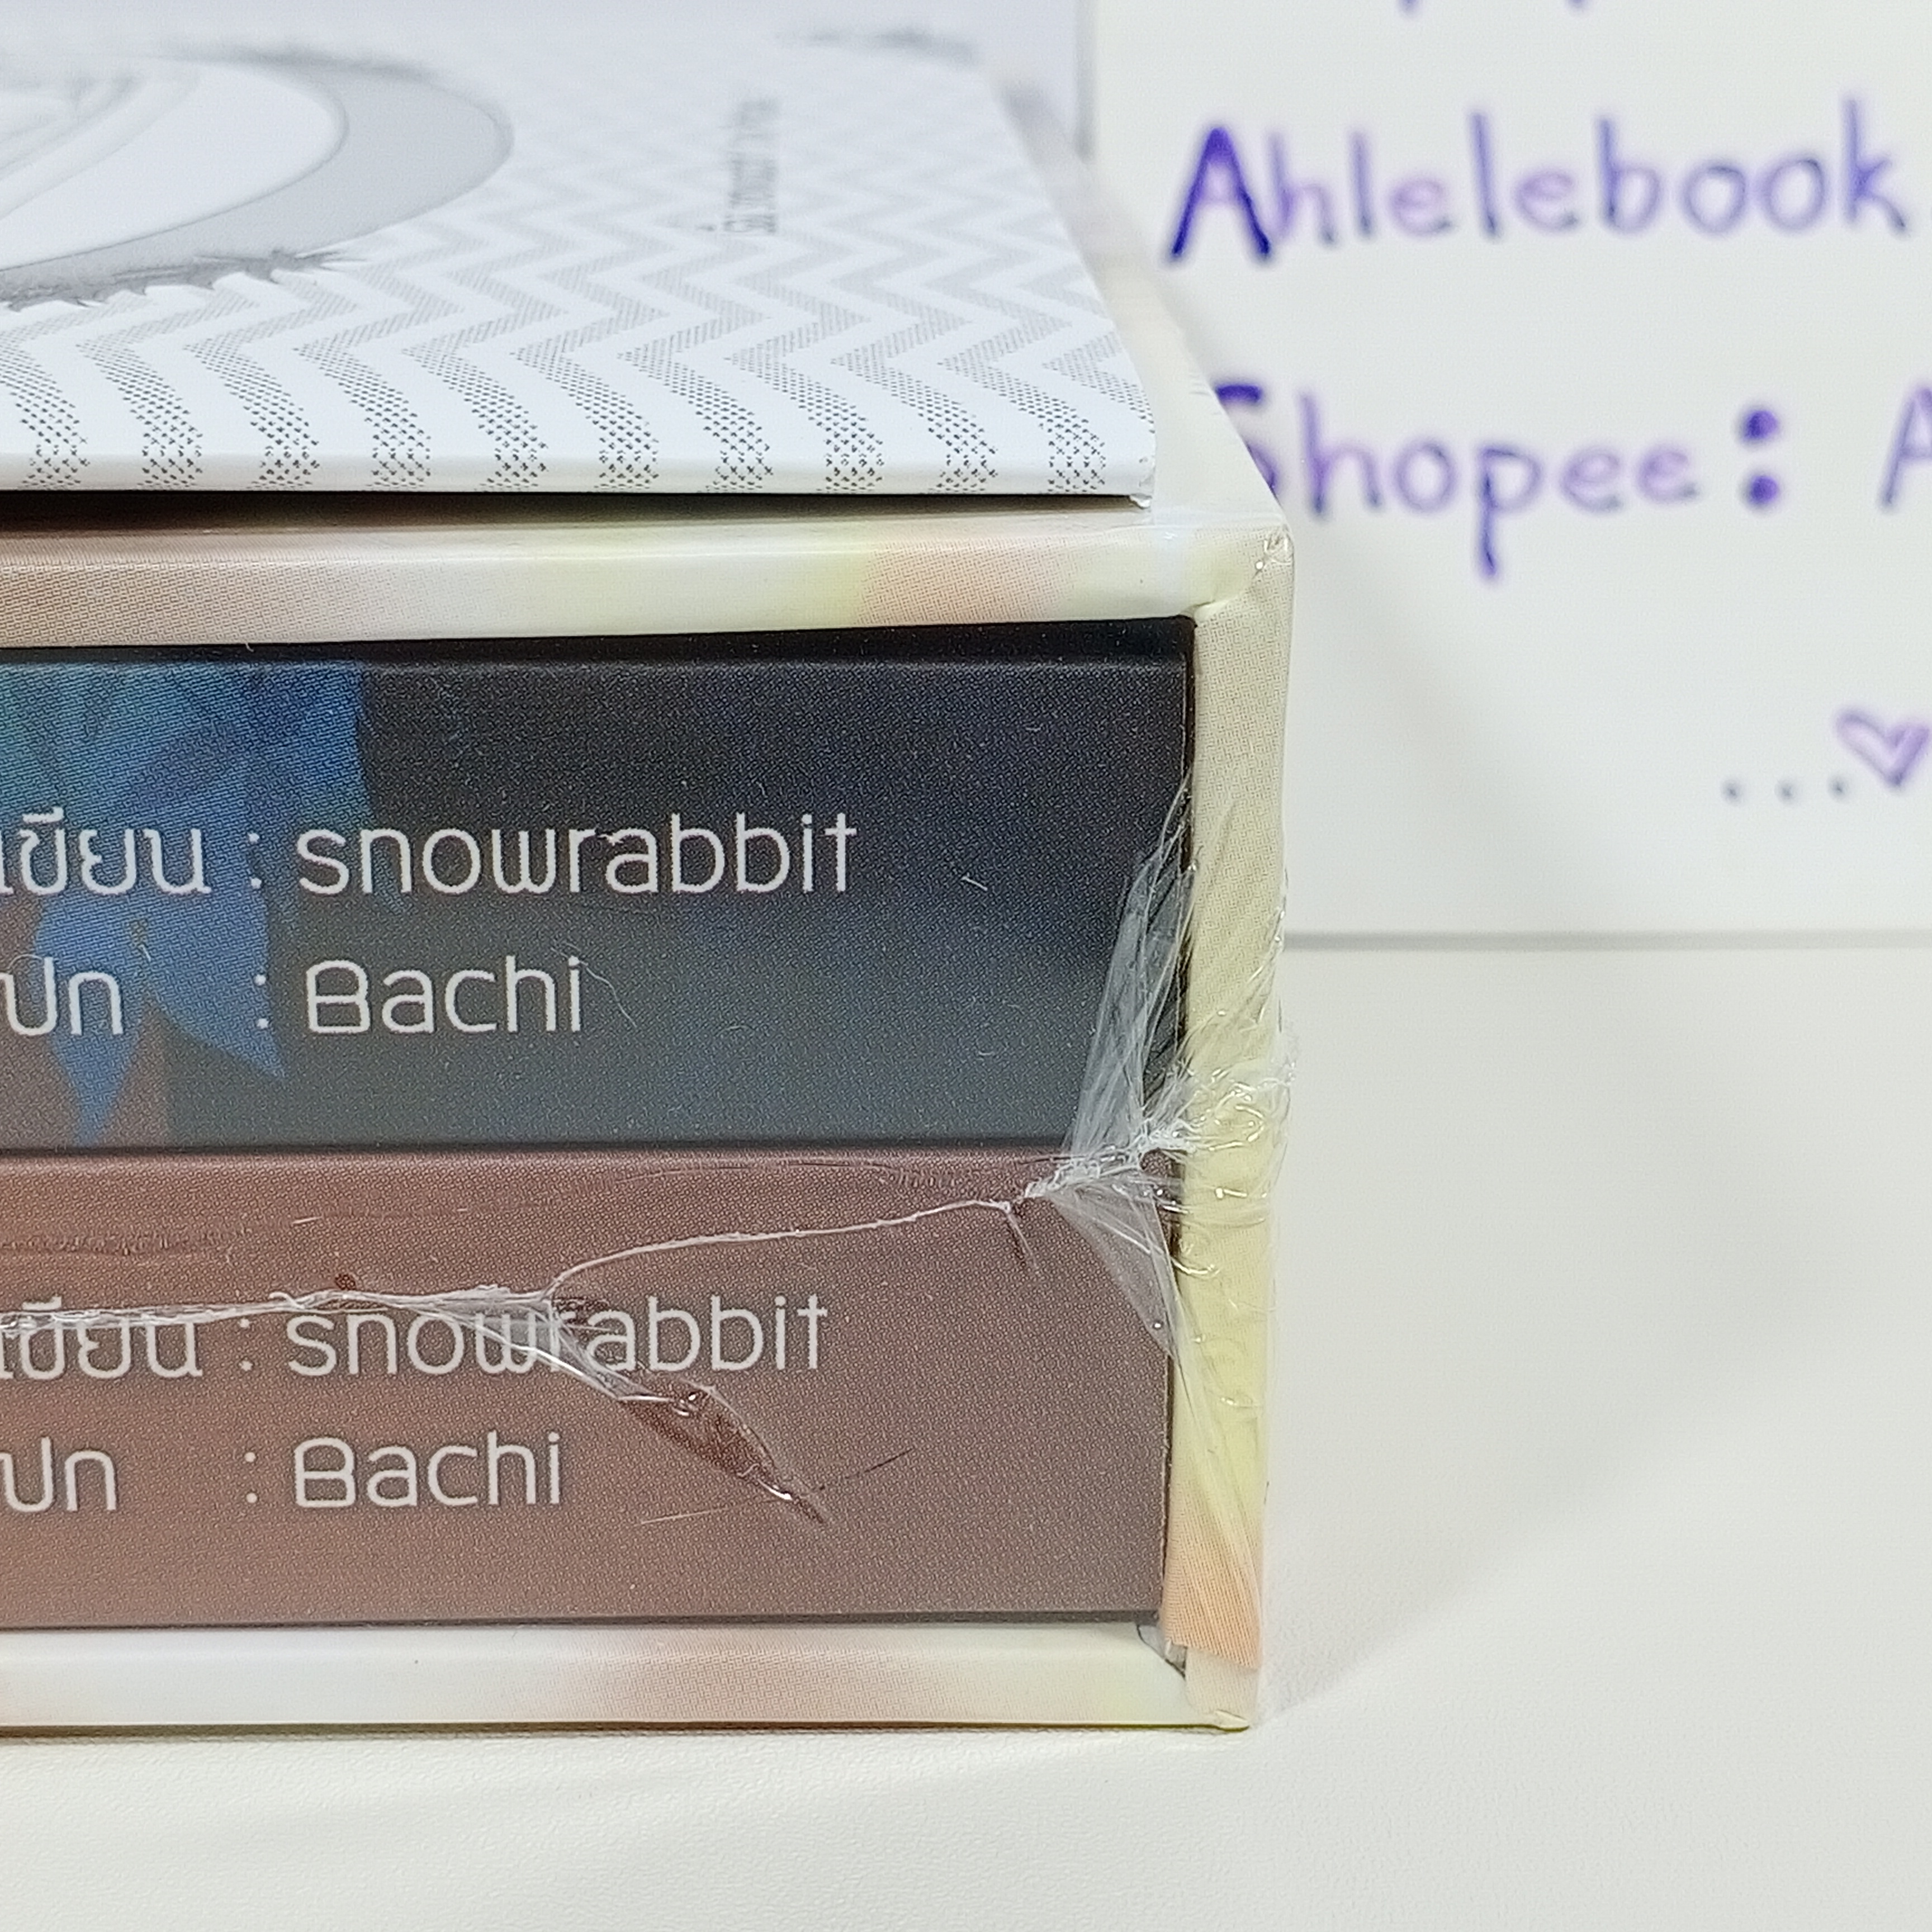 Ahlelebook
Shopee: A
...♡
เขียน : snowrabbit
ปก : Bachi
เขียน : snowrabbit
ปก : Bachi